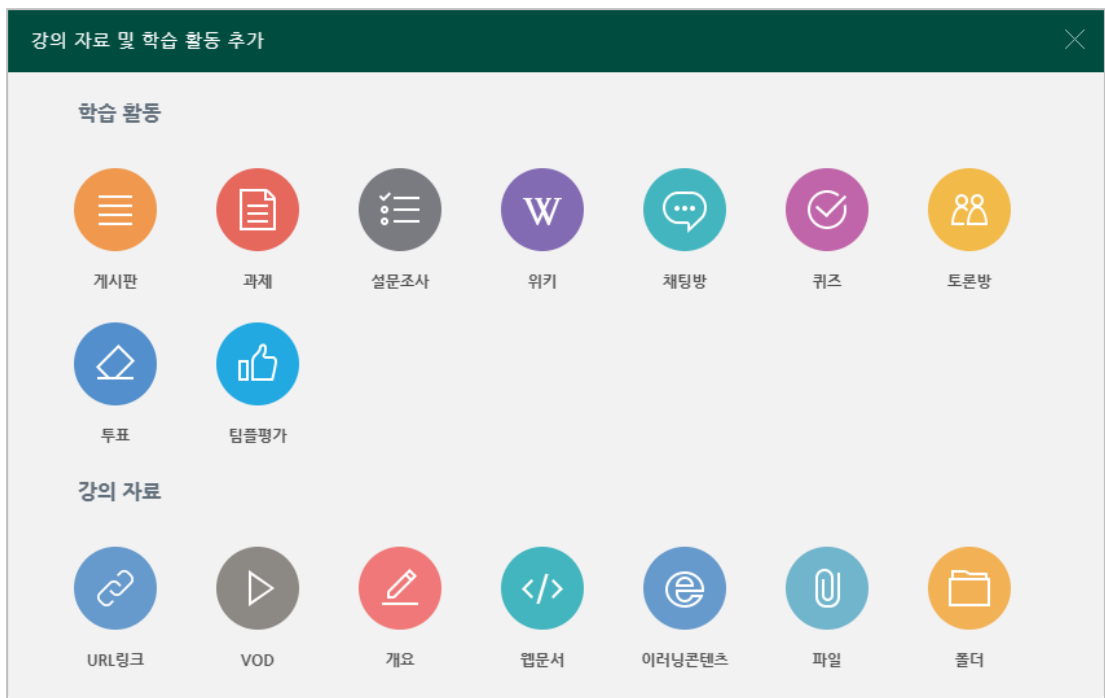 강의 자료 및 학습 활동 추가
학습 활동
게시판 과제 설문조사 위키 채팅방 퀴즈 토론방
투표 팀플평가
강의 자료
URL링크 VOD 개요 웹문서 이러닝콘텐츠 파일 폴더